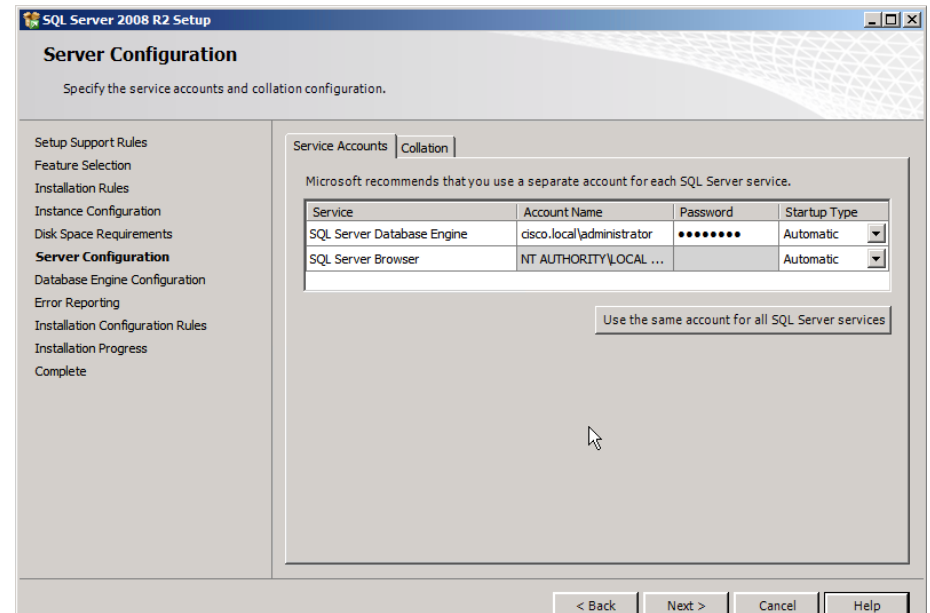 SQL Server 2008 R2 Setup
Server Configuration
Specify the service accounts and collation configuration.
Setup Support Rules
Feature Selection
Installation Rules
Instance Configuration
Disk Space Requirements
Server Configuration
Database Engine Configuration
Error Reporting
Installation Configuration Rules
Installation Progress
Complete
Service Accounts Collation
Microsoft recommends that you use a separate account for each SQL Server service.
Service Account Name Password Startup Type
SQL Server Database Engine cisco.local\administrator ●●●●●●●● Automatic
SQL Server Browser NT AUTHORITY\LOCAL ... Automatic
Use the same account for all SQL Server services
< Back Next > Cancel Help